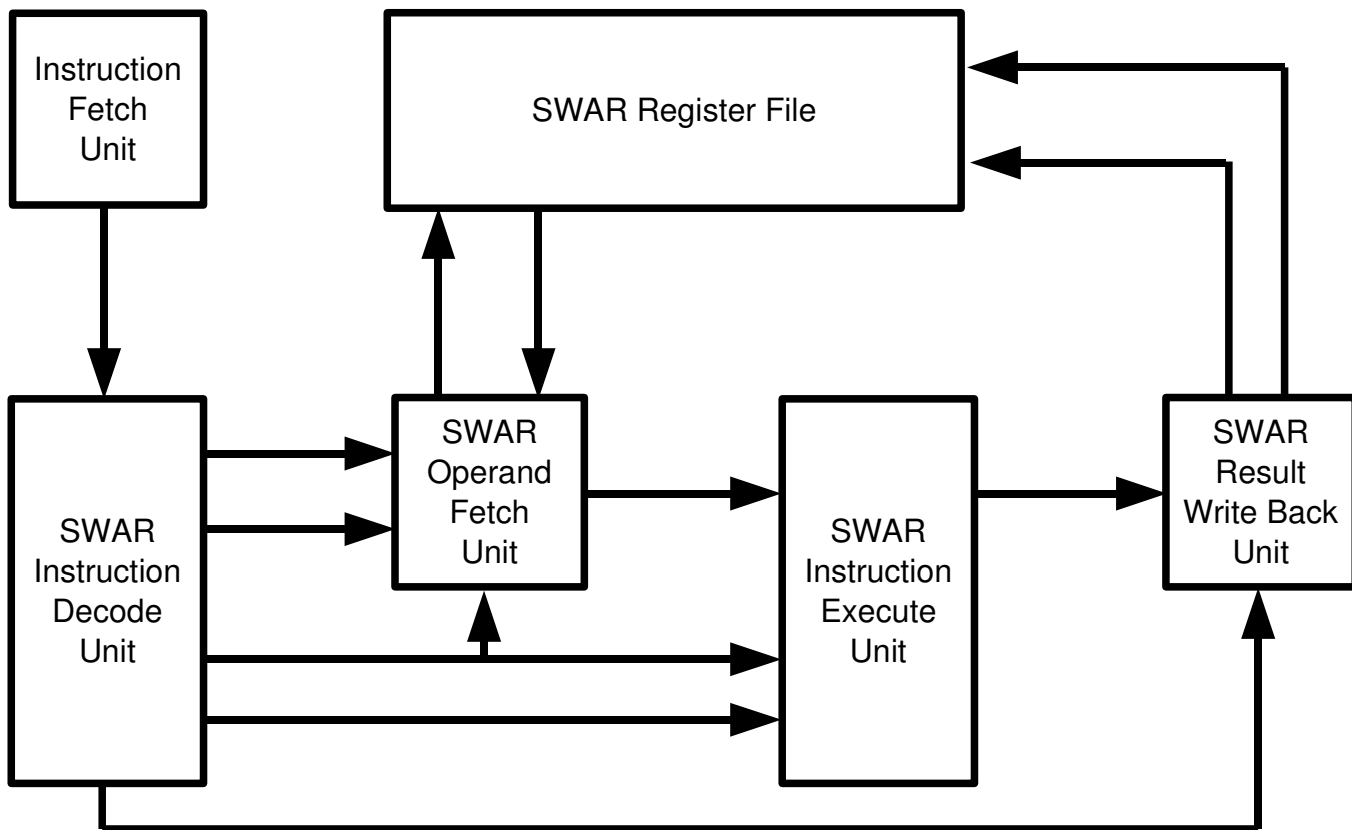 Instruction
Fetch
Unit
SWAR Register File
SWAR
Instruction
Decode
Unit
SWAR
Operand
Fetch
Unit
SWAR
Instruction
Execute
Unit
SWAR
Result
Write Back
Unit